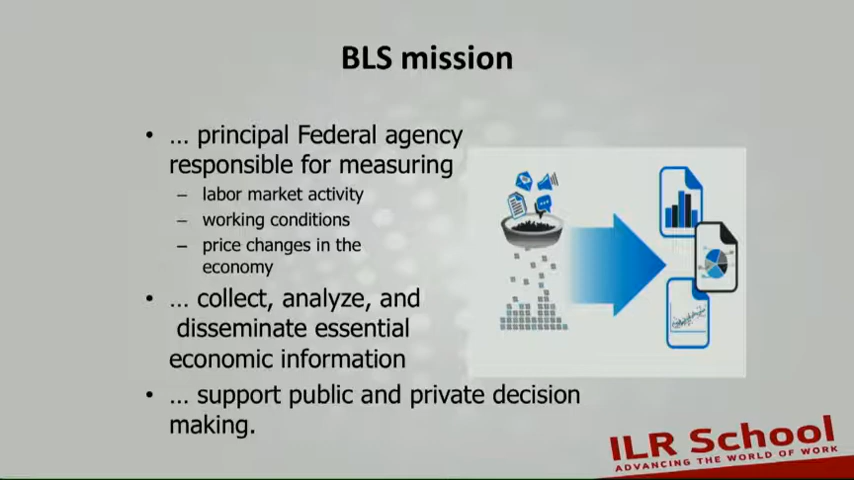 BLS mission
• … principal Federal agency
responsible for measuring
– labor market activity
– working conditions
– price changes in the
economy
• … collect, analyze, and
disseminate essential
economic information
• … support public and private decision
making.
ILR School
ADVANCING THE WORLD OF WORK